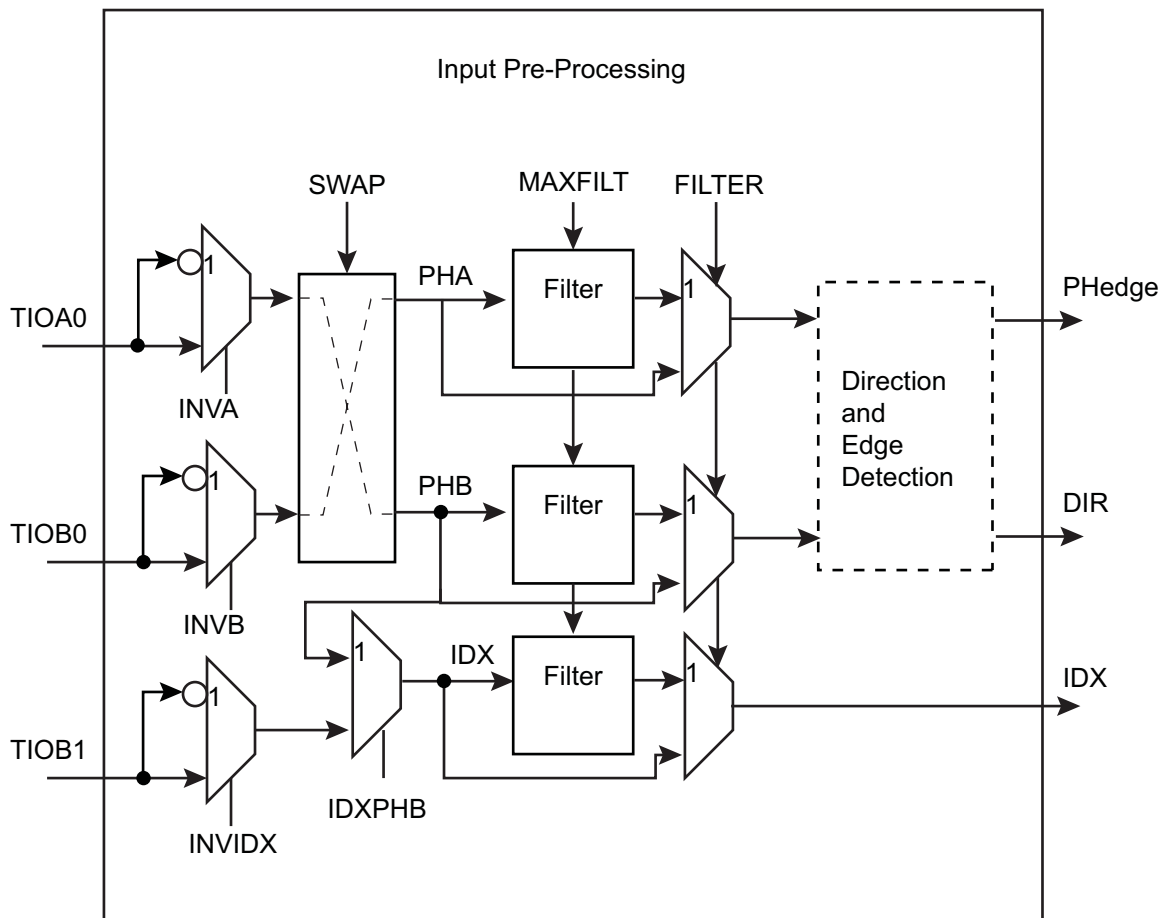 Input Pre-Processing
SWAP
MAXFILT
FILTER
1
PHA
Filter
1
PHedge
TIOA0
INVA
Direction
and
Edge
Detection
1
PHB
Filter
1
DIR
TIOB0
INVB
1
IDX
Filter
1
IDX
1
TIOB1
IDXPHB
INVIDX